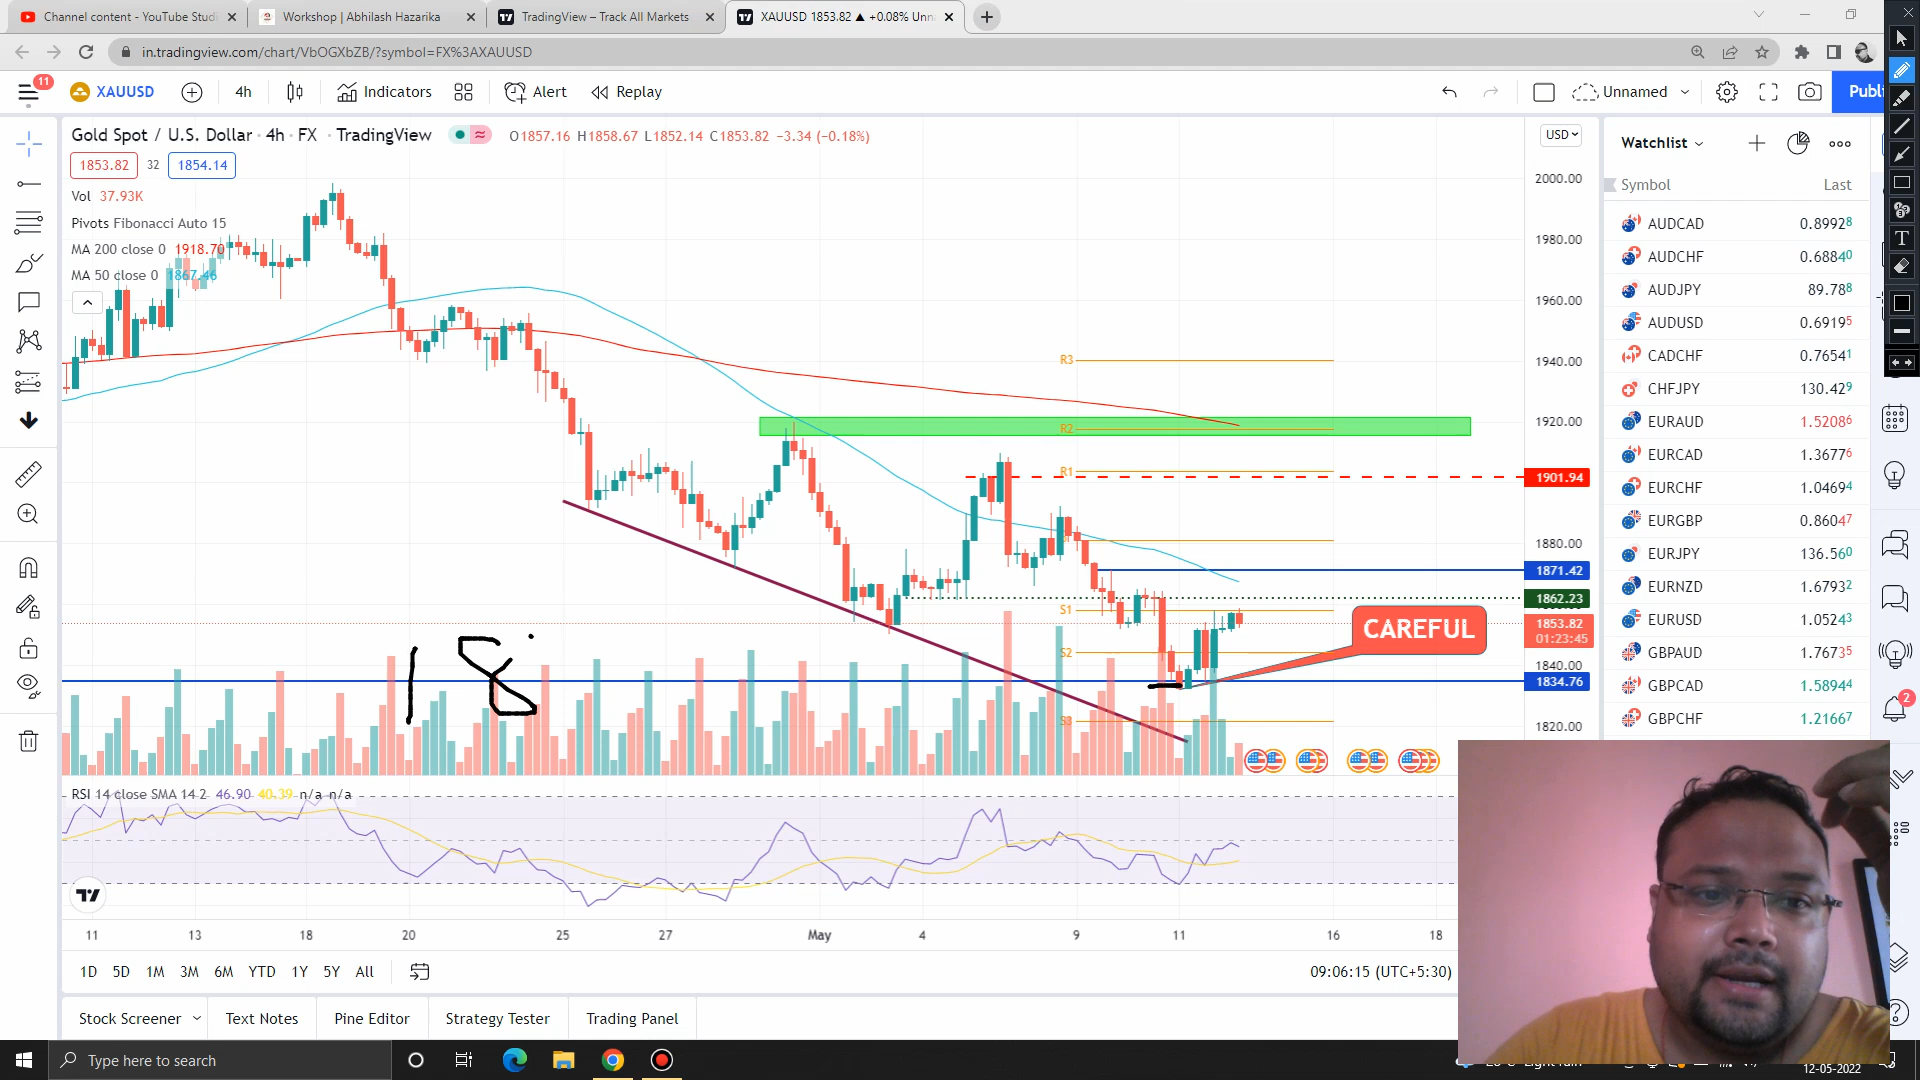 Channel content - YouTube Studi
Workshop | Abhilash Hazarika
TradingView – Track All Markets
XAUUSD 1853.82 ▲ +0.08% Unna
in.tradingview.com/chart/VbOGXbZB/?symbol=FX%3AXAUUSD
11
XAUUSD
4h
Indicators
Alert
Replay
Unnamed
Publi
Gold Spot / U.S. Dollar · 4h · FX · TradingView
O1857.16 H1858.67 L1852.14 C1853.82 −3.34 (−0.18%)
USD
1853.82 32 1854.14
Vol 37.93K
Pivots Fibonacci Auto 15
MA 200 close 0 1918.70
MA 50 close 0 1867.46
2000.00
1980.00
1960.00
1940.00
1920.00
1901.94
1880.00
1871.42
1862.23
1853.82
01:23:45
1840.00
1834.76
1820.00
R3
R2
R1
S1
S2
S3
CAREFUL
18
RSI 14 close SMA 14 2 46.90 40.39 n/a n/a
11 13 18 20 25 27 May 4 9 11 16 18
1D 5D 1M 3M 6M YTD 1Y 5Y All
09:06:15 (UTC+5:30)
Stock Screener Text Notes Pine Editor Strategy Tester Trading Panel
Watchlist
Symbol Last
AUDCAD 0.89928
AUDCHF 0.68840
AUDJPY 89.788
AUDUSD 0.69195
CADCHF 0.76541
CHFJPY 130.429
EURAUD 1.52086
EURCAD 1.36776
EURCHF 1.04694
EURGBP 0.86047
EURJPY 136.560
EURNZD 1.67932
EURUSD 1.05243
GBPAUD 1.76735
GBPCAD 1.58944
GBPCHF 1.21667
2
T
Type here to search
12-05-2022